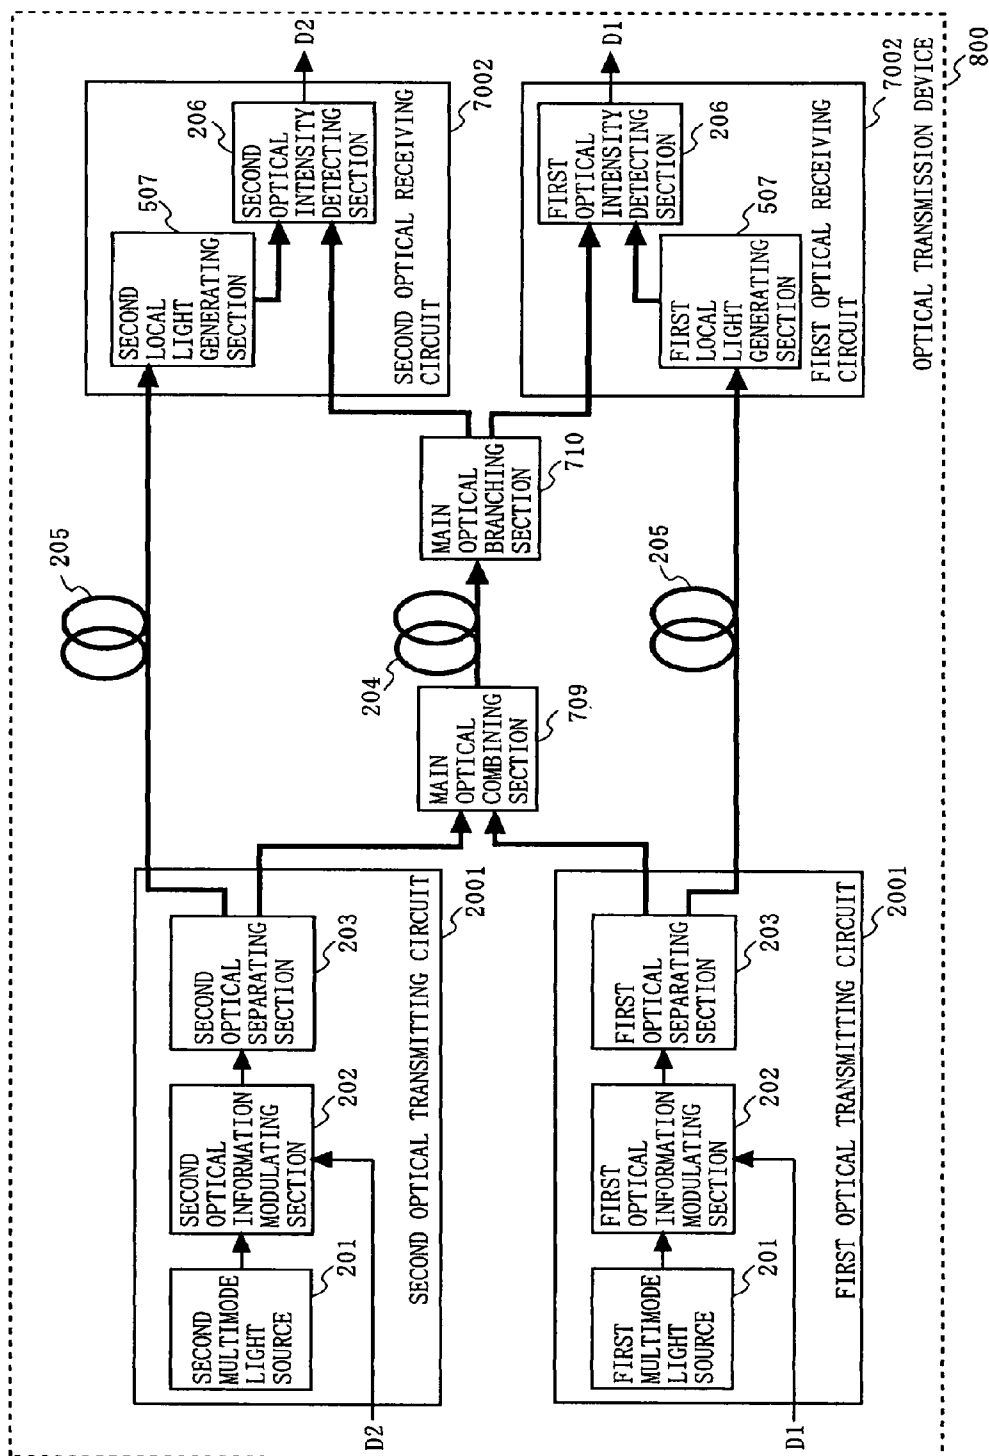 D2
SECOND
MULTIMODE
LIGHT
SOURCE
201
SECOND
OPTICAL
INFORMATION
MODULATING
SECTION
202
SECOND
OPTICAL
SEPARATING
SECTION
203
SECOND OPTICAL TRANSMITTING CIRCUIT
2001
205
SECOND
LOCAL
LIGHT
GENERATING
SECTION
507
SECOND
OPTICAL
INTENSITY
DETECTING
SECTION
206
SECOND OPTICAL RECEIVING
CIRCUIT
7002
D2
MAIN
OPTICAL
COMBINING
SECTION
709
204
MAIN
OPTICAL
BRANCHING
SECTION
710
D1
FIRST
MULTIMODE
LIGHT
SOURCE
201
FIRST
OPTICAL
INFORMATION
MODULATING
SECTION
202
FIRST
OPTICAL
SEPARATING
SECTION
203
FIRST OPTICAL TRANSMITTING CIRCUIT
2001
205
FIRST
OPTICAL
INTENSITY
DETECTING
SECTION
206
FIRST
LOCAL
LIGHT
GENERATING
SECTION
507
FIRST OPTICAL RECEIVING
CIRCUIT
7002
D1
OPTICAL TRANSMISSION DEVICE
800